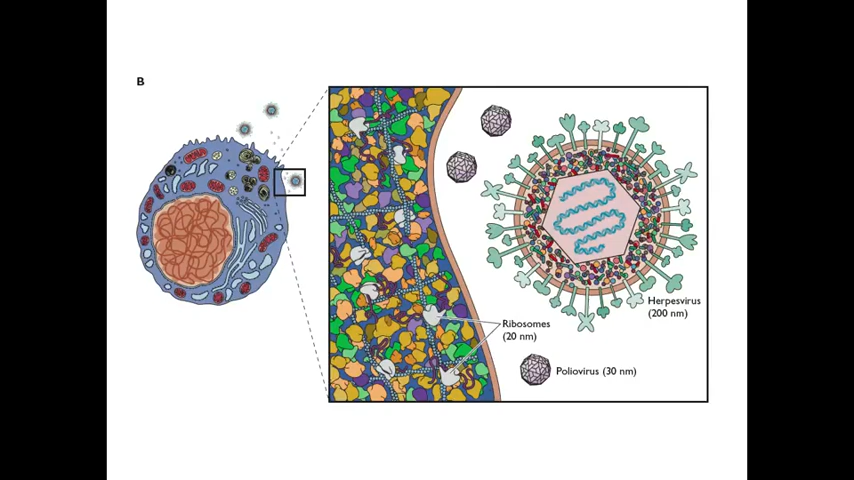 B
Herpesvirus
(200 nm)
Ribosomes
(20 nm)
Poliovirus (30 nm)